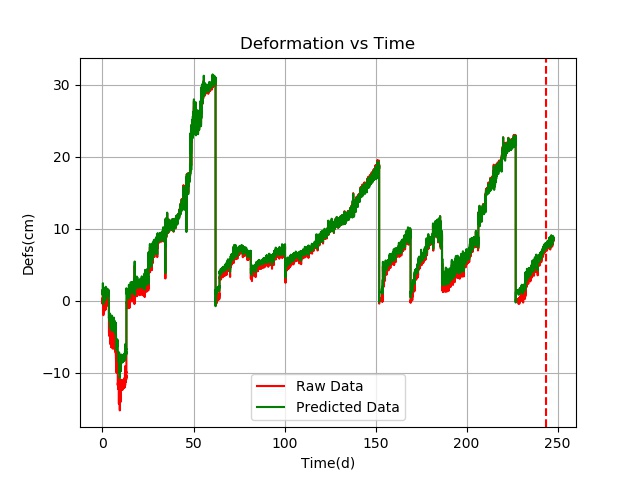 Deformation vs Time
Defs(cm)
30
20
10
0
−10
Raw Data
Predicted Data
0 50 100 150 200 250
Time(d)